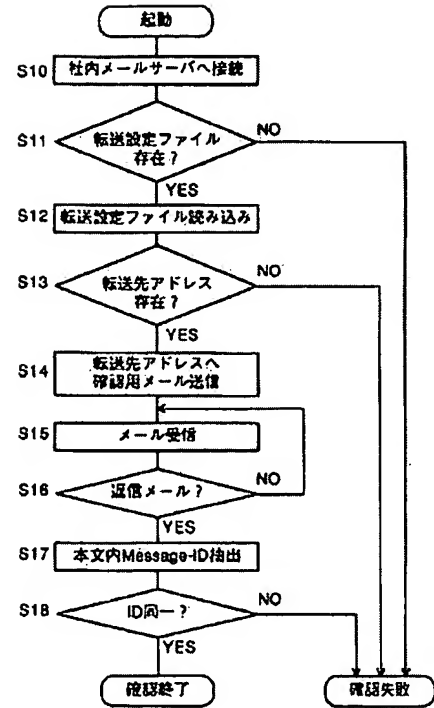 起動
S10 社内メールサーバへ接続
S11 転送設定ファイル
存在？
NO
YES
S12 転送設定ファイル読み込み
S13 転送先アドレス
存在？
NO
YES
S14 転送先アドレスへ
確認用メール送信
S15 メール受信
S16 返信メール？
NO
YES
S17 本文内Message-ID抽出
S18 ID同一？
NO
YES
確認終了
確認失敗